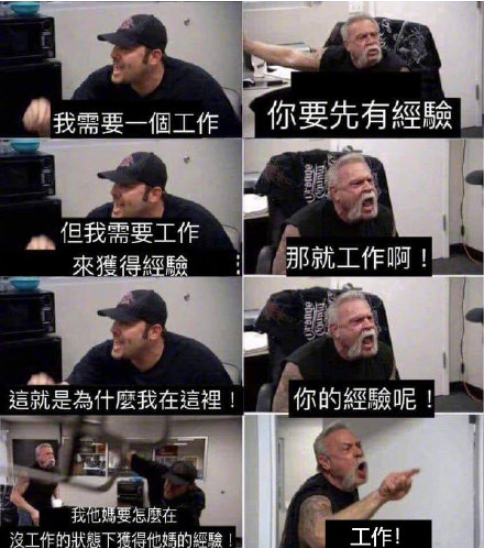 我需要一個工作
你要先有經驗
但我需要工作
來獲得經驗
那就工作啊！
這就是為什麼我在這裡！
你的經驗呢！
我他媽要怎麼在
沒工作的狀態下獲得他媽的經驗！
工作!